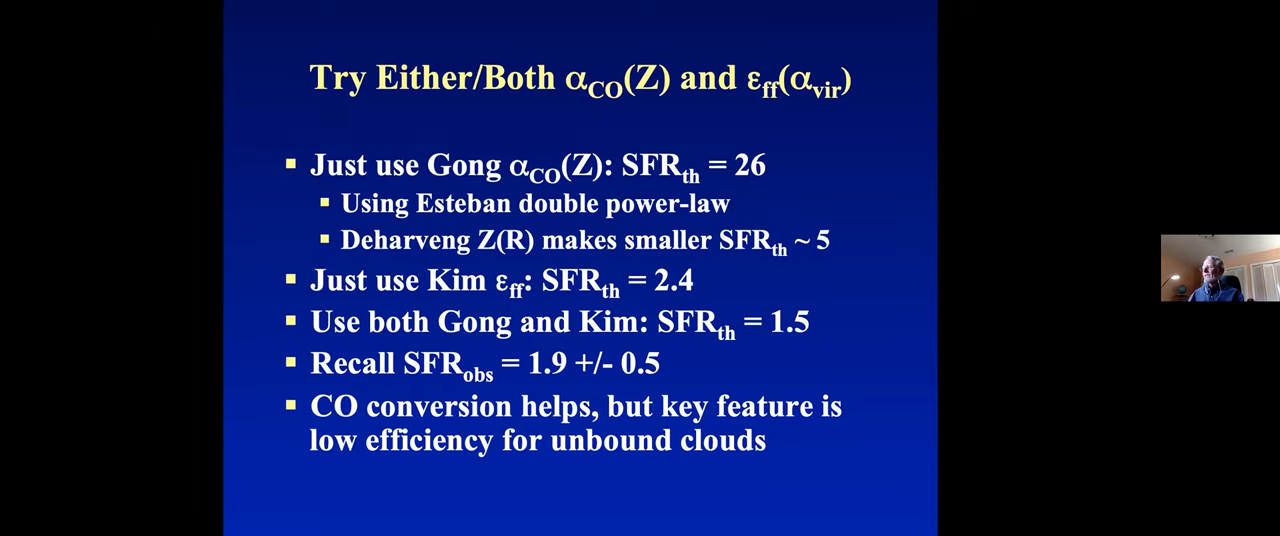 Try Either/Both αCO(Z) and εff(αvir)
▪ Just use Gong αCO(Z): SFRth = 26
▪ Using Esteban double power-law
▪ Deharveng Z(R) makes smaller SFRth ~ 5
▪ Just use Kim εff: SFRth = 2.4
▪ Use both Gong and Kim: SFRth = 1.5
▪ Recall SFRobs = 1.9 +/- 0.5
▪ CO conversion helps, but key feature is
low efficiency for unbound clouds